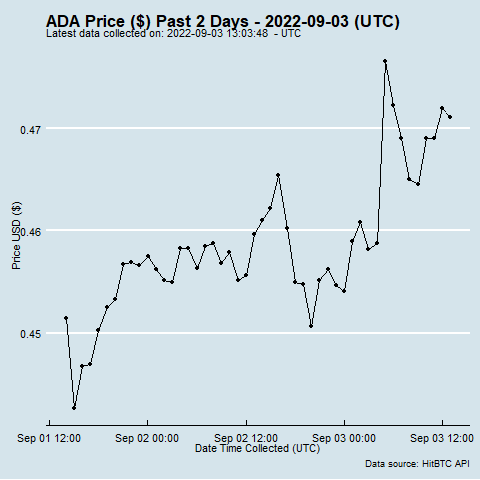 ADA Price ($) Past 2 Days - 2022-09-03 (UTC)
Latest data collected on: 2022-09-03 13:03:48 - UTC
0.47
0.46
0.45
Price USD ($)
Sep 01 12:00
Sep 02 00:00
Sep 02 12:00
Sep 03 00:00
Sep 03 12:00
Date Time Collected (UTC)
Data source: HitBTC API